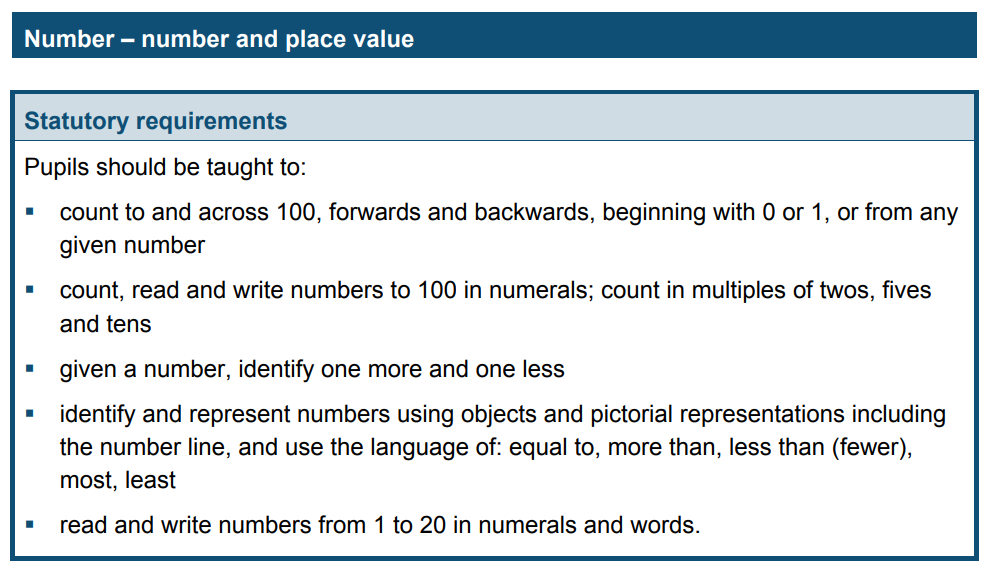 Number – number and place value
Statutory requirements
Pupils should be taught to:
▪ count to and across 100, forwards and backwards, beginning with 0 or 1, or from any
given number
▪ count, read and write numbers to 100 in numerals; count in multiples of twos, fives
and tens
▪ given a number, identify one more and one less
▪ identify and represent numbers using objects and pictorial representations including
the number line, and use the language of: equal to, more than, less than (fewer),
most, least
▪ read and write numbers from 1 to 20 in numerals and words.